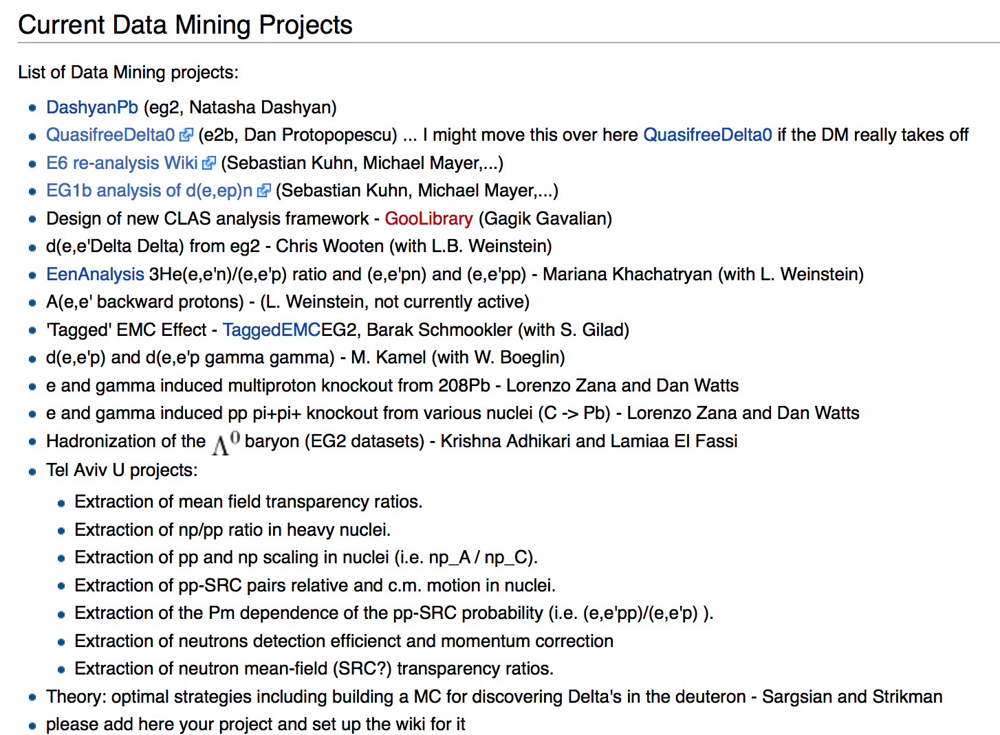 Current Data Mining Projects
List of Data Mining projects:
DashyanPb (eg2, Natasha Dashyan)
QuasifreeDelta0 (e2b, Dan Protopopescu) ... I might move this over here QuasifreeDelta0 if the DM really takes off
E6 re-analysis Wiki (Sebastian Kuhn, Michael Mayer,...)
EG1b analysis of d(e,ep)n (Sebastian Kuhn, Michael Mayer,...)
Design of new CLAS analysis framework - GooLibrary (Gagik Gavalian)
d(e,e'Delta Delta) from eg2 - Chris Wooten (with L.B. Weinstein)
EenAnalysis 3He(e,e'n)/(e,e'p) ratio and (e,e'pn) and (e,e'pp) - Mariana Khachatryan (with L. Weinstein)
A(e,e' backward protons) - (L. Weinstein, not currently active)
'Tagged' EMC Effect - TaggedEMCEG2, Barak Schmookler (with S. Gilad)
d(e,e'p) and d(e,e'p gamma gamma) - M. Kamel (with W. Boeglin)
e and gamma induced multiproton knockout from 208Pb - Lorenzo Zana and Dan Watts
e and gamma induced pp pi+pi+ knockout from various nuclei (C -> Pb) - Lorenzo Zana and Dan Watts
Hadronization of the Λ⁰ baryon (EG2 datasets) - Krishna Adhikari and Lamiaa El Fassi
Tel Aviv U projects:
Extraction of mean field transparency ratios.
Extraction of np/pp ratio in heavy nuclei.
Extraction of pp and np scaling in nuclei (i.e. np_A / np_C).
Extraction of pp-SRC pairs relative and c.m. motion in nuclei.
Extraction of the Pm dependence of the pp-SRC probability (i.e. (e,e'pp)/(e,e'p) ).
Extraction of neutrons detection efficienct and momentum correction
Extraction of neutron mean-field (SRC?) transparency ratios.
Theory: optimal strategies including building a MC for discovering Delta's in the deuteron - Sargsian and Strikman
please add here your project and set up the wiki for it